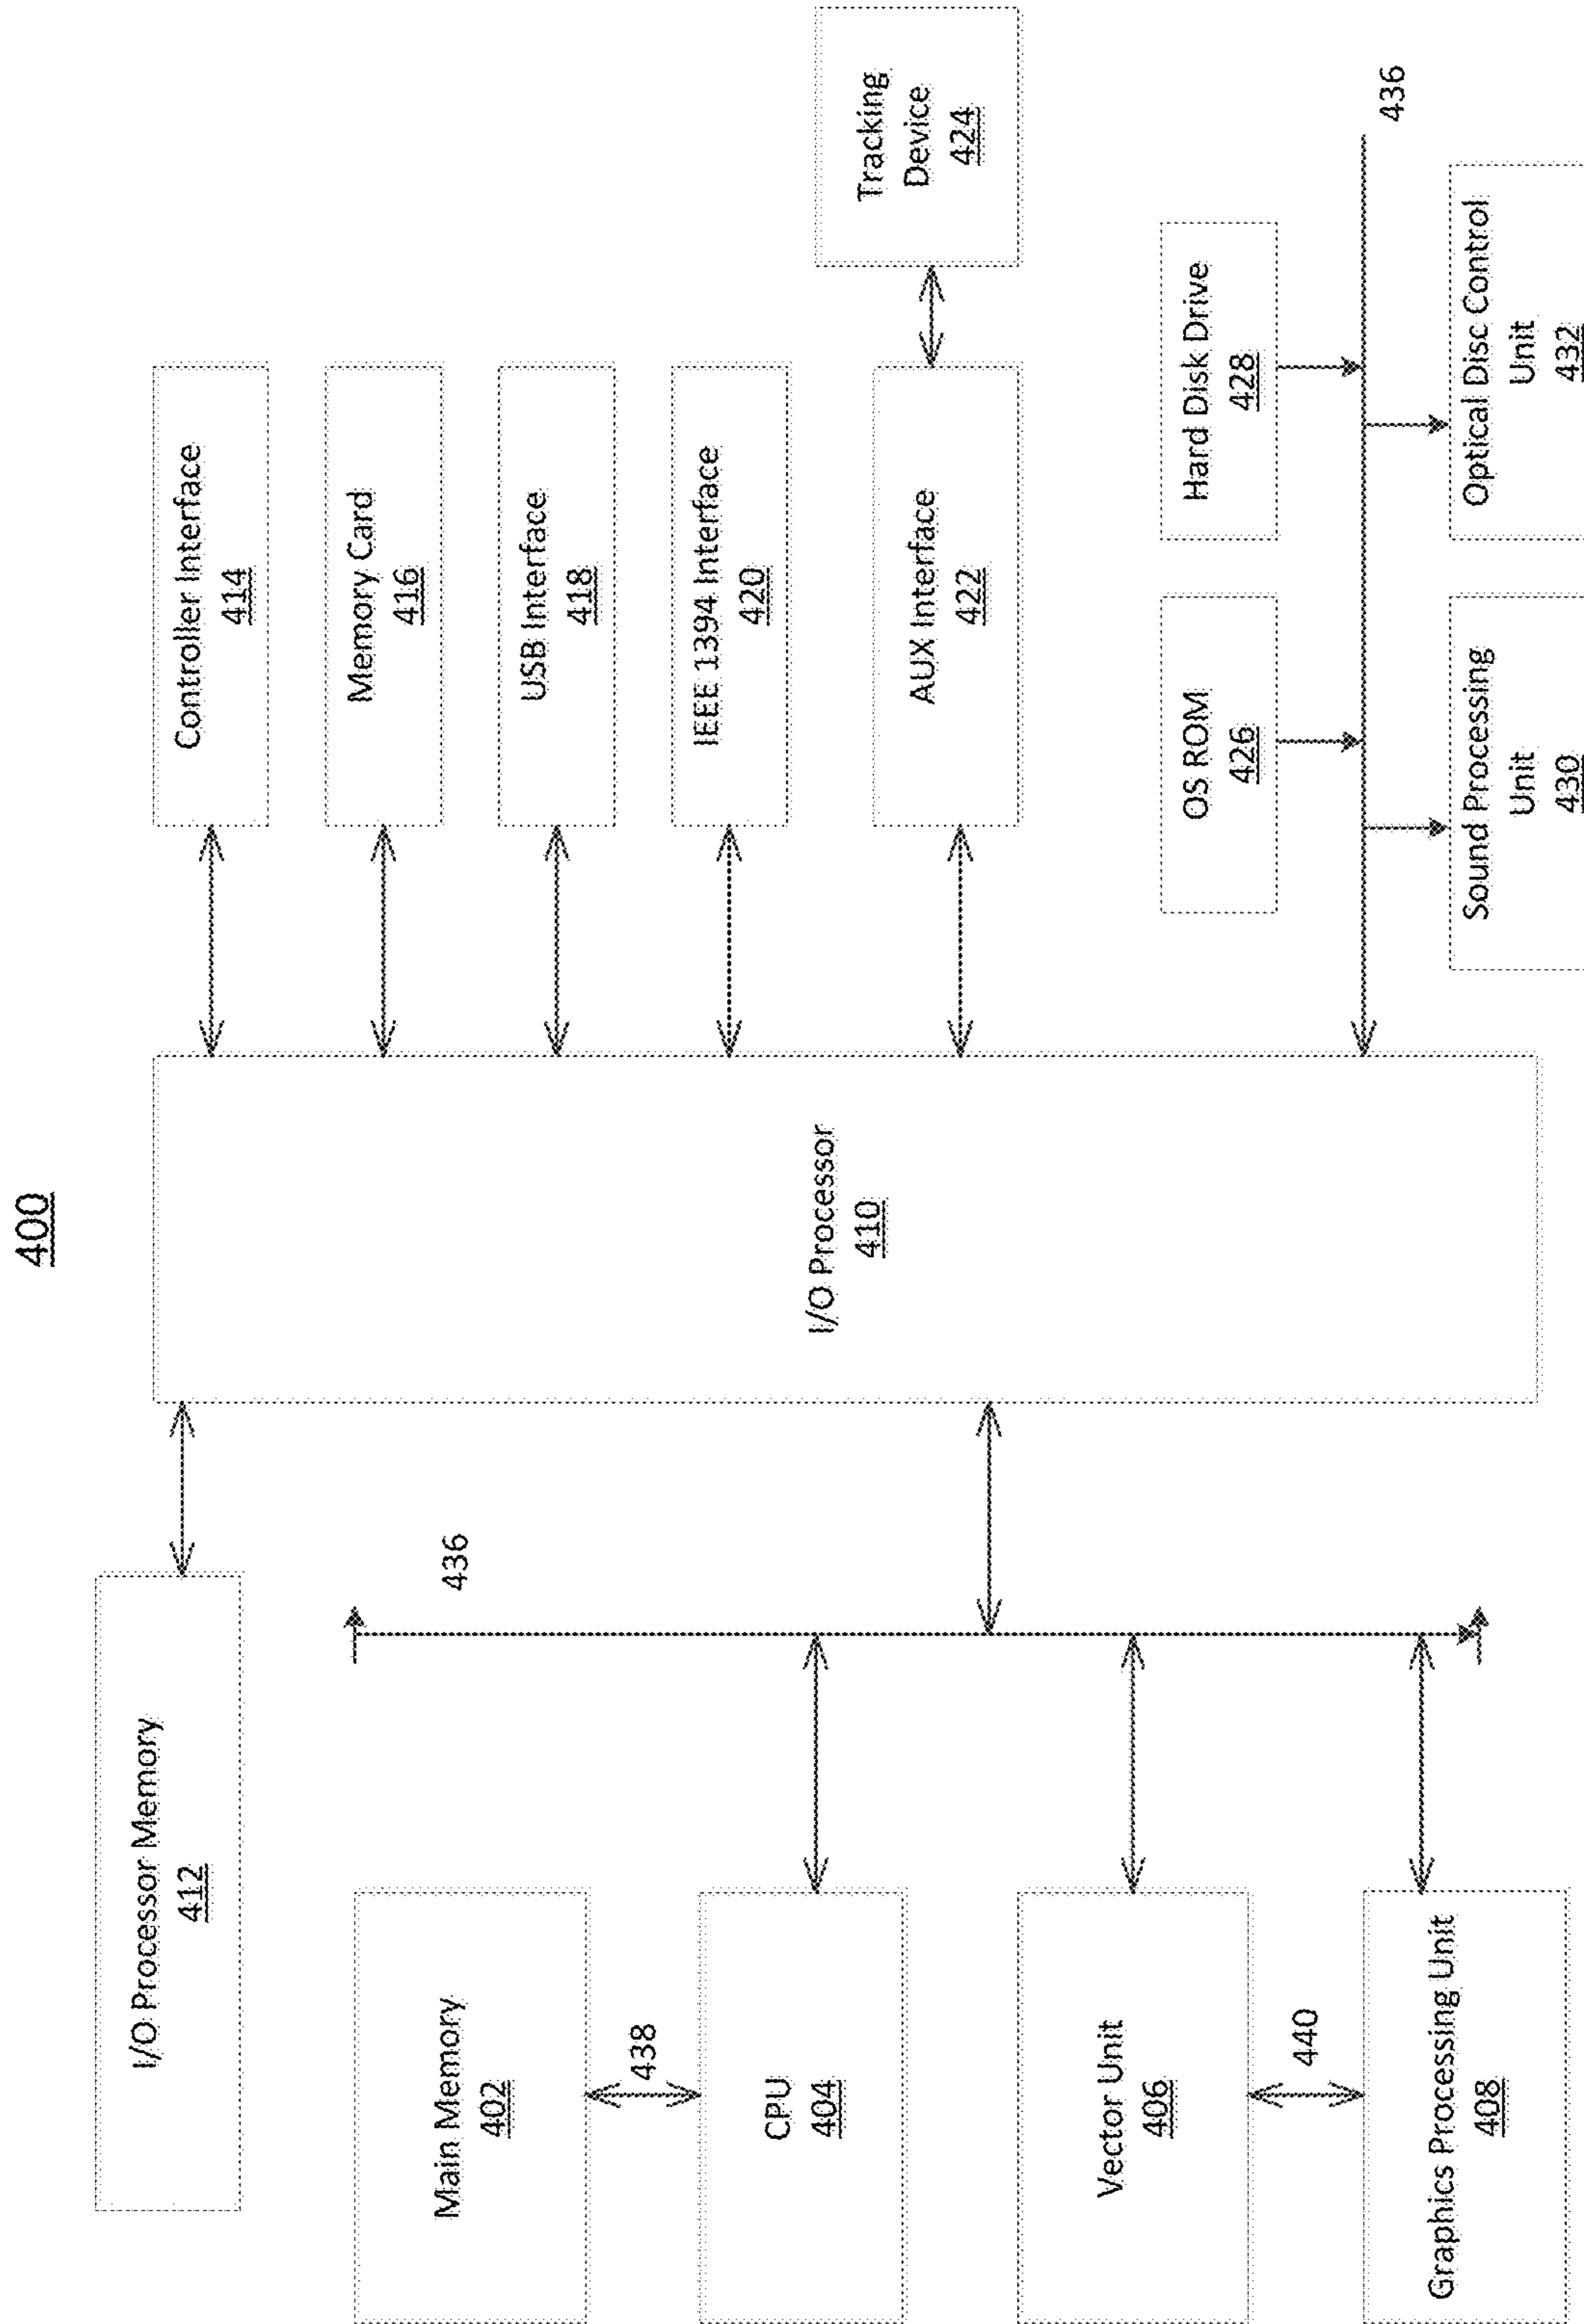 400
I/O Processor Memory
412
Main Memory
402
438
CPU
404
Vector Unit
406
440
Graphics Processing Unit
408
436
I/O Processor
410
Controller Interface
414
Memory Card
416
USB Interface
418
IEEE 1394 Interface
420
AUX Interface
422
Tracking
Device
424
OS ROM
426
Hard Disk Drive
428
436
Sound Processing
Unit
430
Optical Disc Control
Unit
432